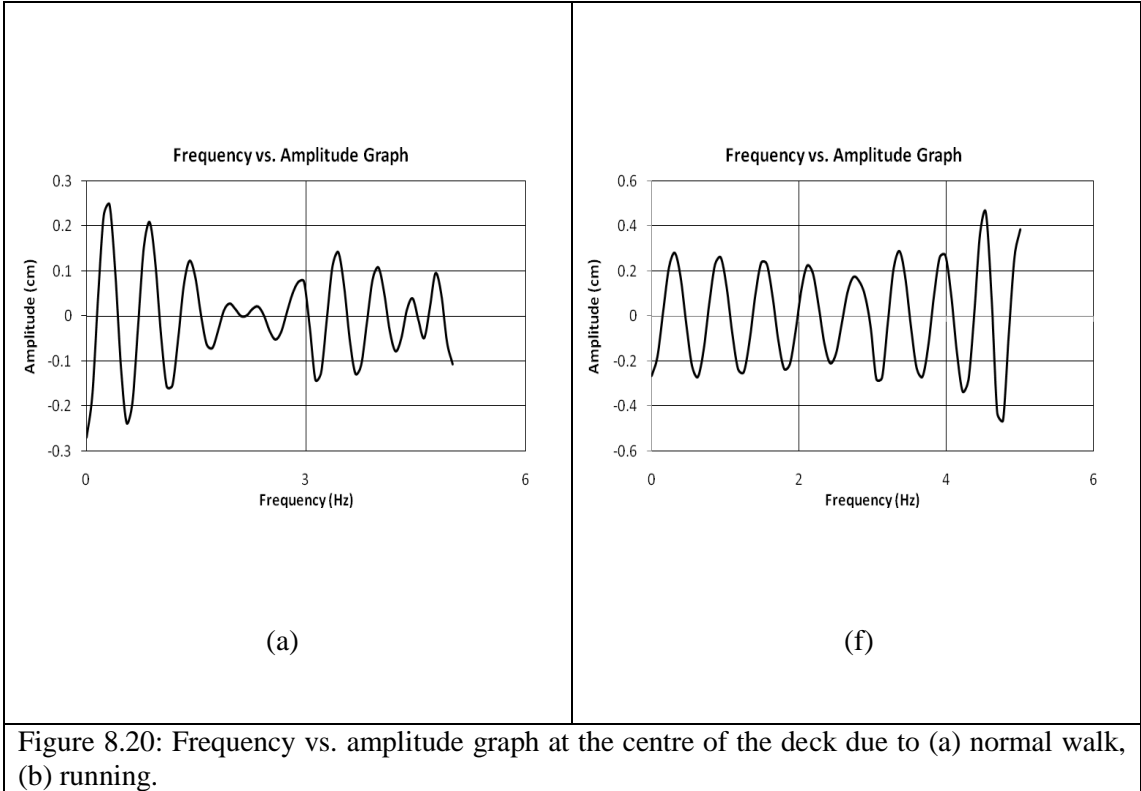 Frequency vs. Amplitude Graph
0.3
0.2
0.1
0
-0.1
-0.2
-0.3
Amplitude (cm)
0 3 6
Frequency (Hz)
(a)
Frequency vs. Amplitude Graph
0.6
0.4
0.2
0
-0.2
-0.4
-0.6
Amplitude (cm)
0 2 4 6
Frequency (Hz)
(f)
Figure 8.20: Frequency vs. amplitude graph at the centre of the deck due to (a) normal walk,
(b) running.